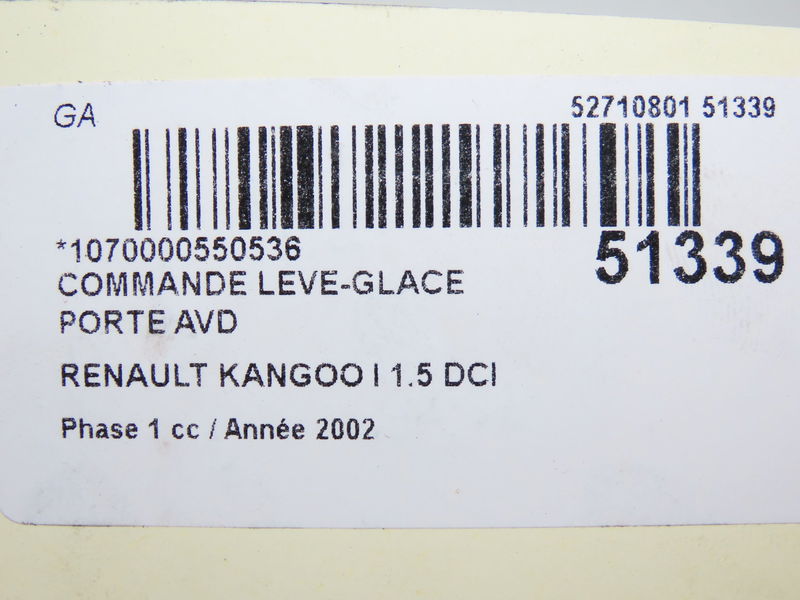 GA
52710801 51339
*1070000550536
51339
COMMANDE LEVE-GLACE
PORTE AVD
RENAULT KANGOO I 1.5 DCI
Phase 1 cc / Année 2002